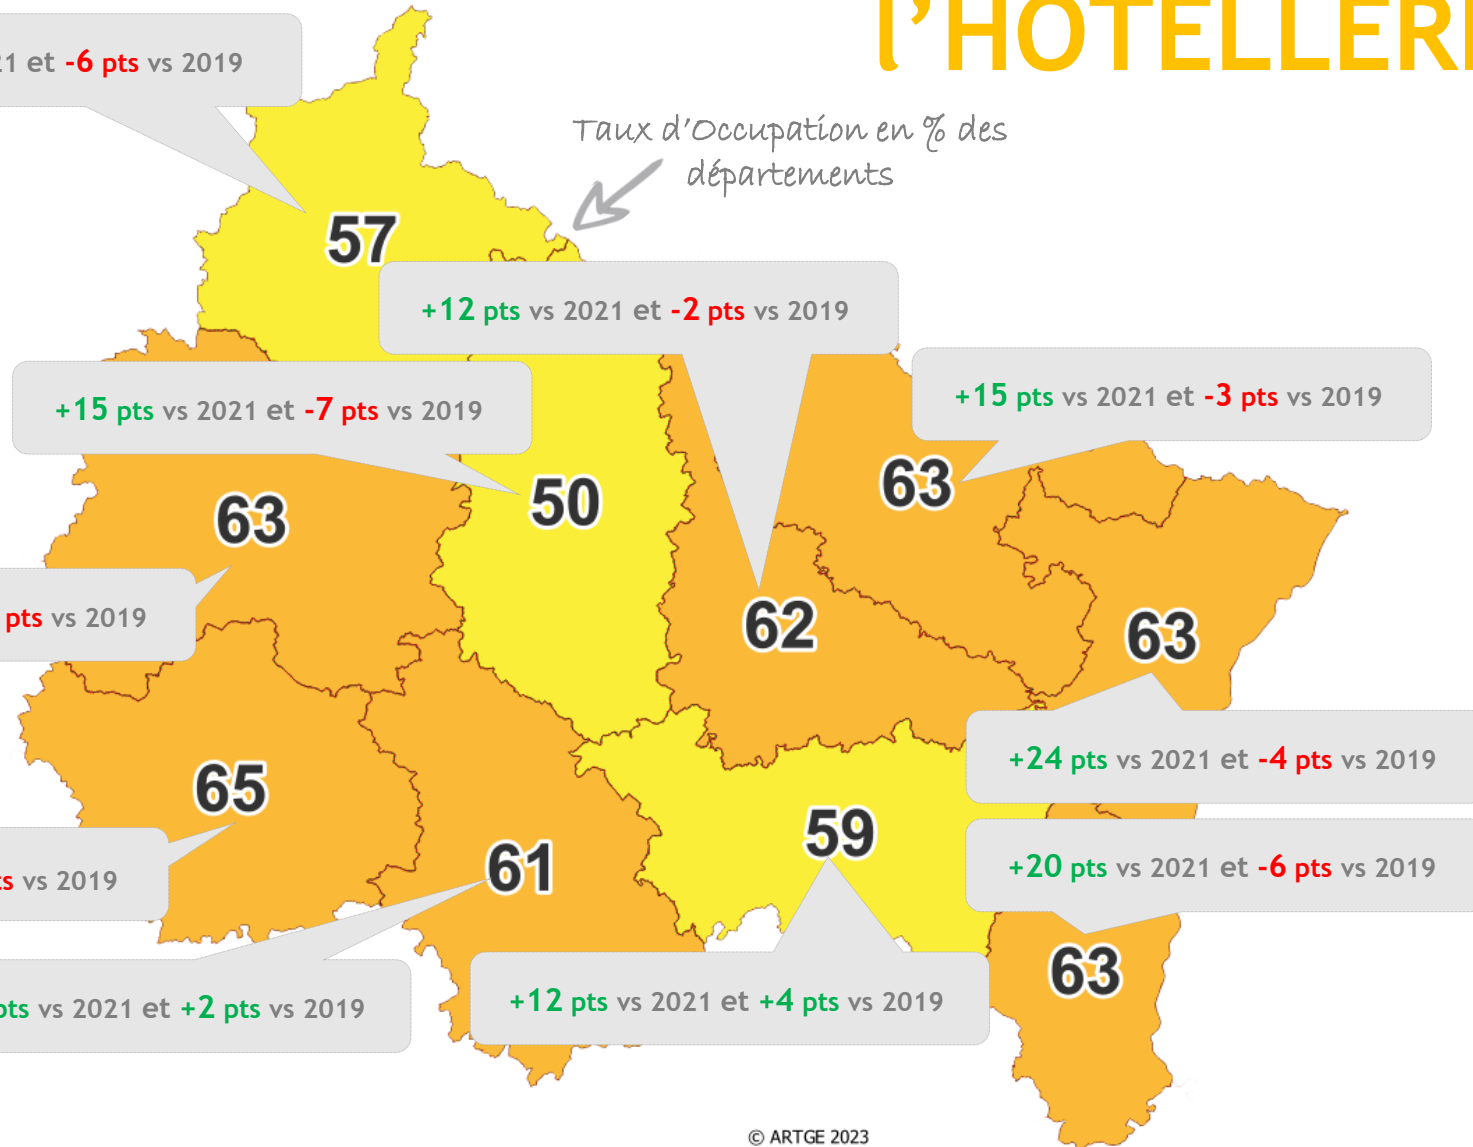 l'HOTELLERI
21 et -6 pts vs 2019
Taux d'Occupation en % des
départements
57
+12 pts vs 2021 et -2 pts vs 2019
+15 pts vs 2021 et -7 pts vs 2019
+15 pts vs 2021 et -3 pts vs 2019
63
50
63
pts vs 2019
62
63
+24 pts vs 2021 et -4 pts vs 2019
65
59
61
+20 pts vs 2021 et -6 pts vs 2019
ts vs 2019
63
pts vs 2021 et +2 pts vs 2019
+12 pts vs 2021 et +4 pts vs 2019
© ARTGE 2023